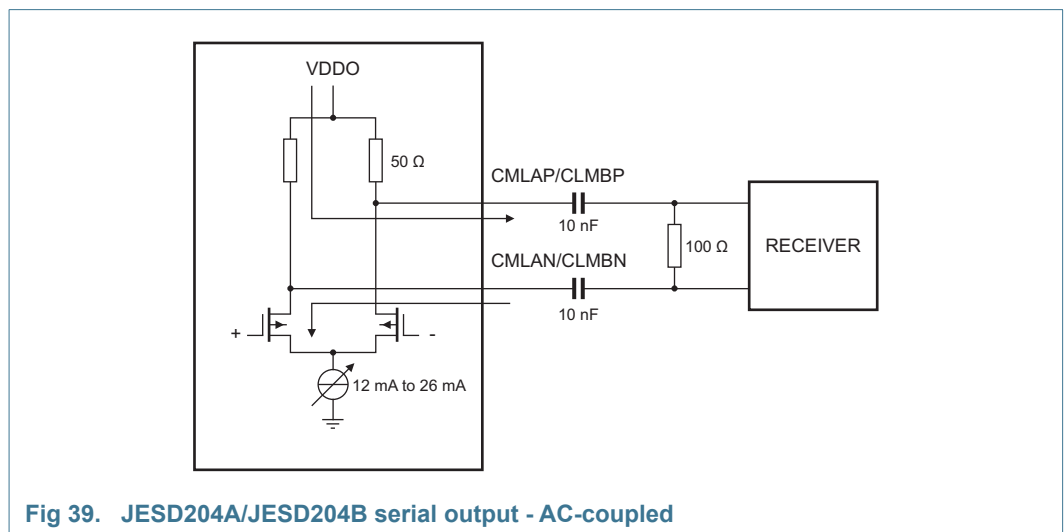 VDDO
50 Ω
CMLAP/CLMBP
10 nF
100 Ω
RECEIVER
CMLAN/CLMBN
10 nF
+
-
12 mA to 26 mA
Fig 39. JESD204A/JESD204B serial output - AC-coupled